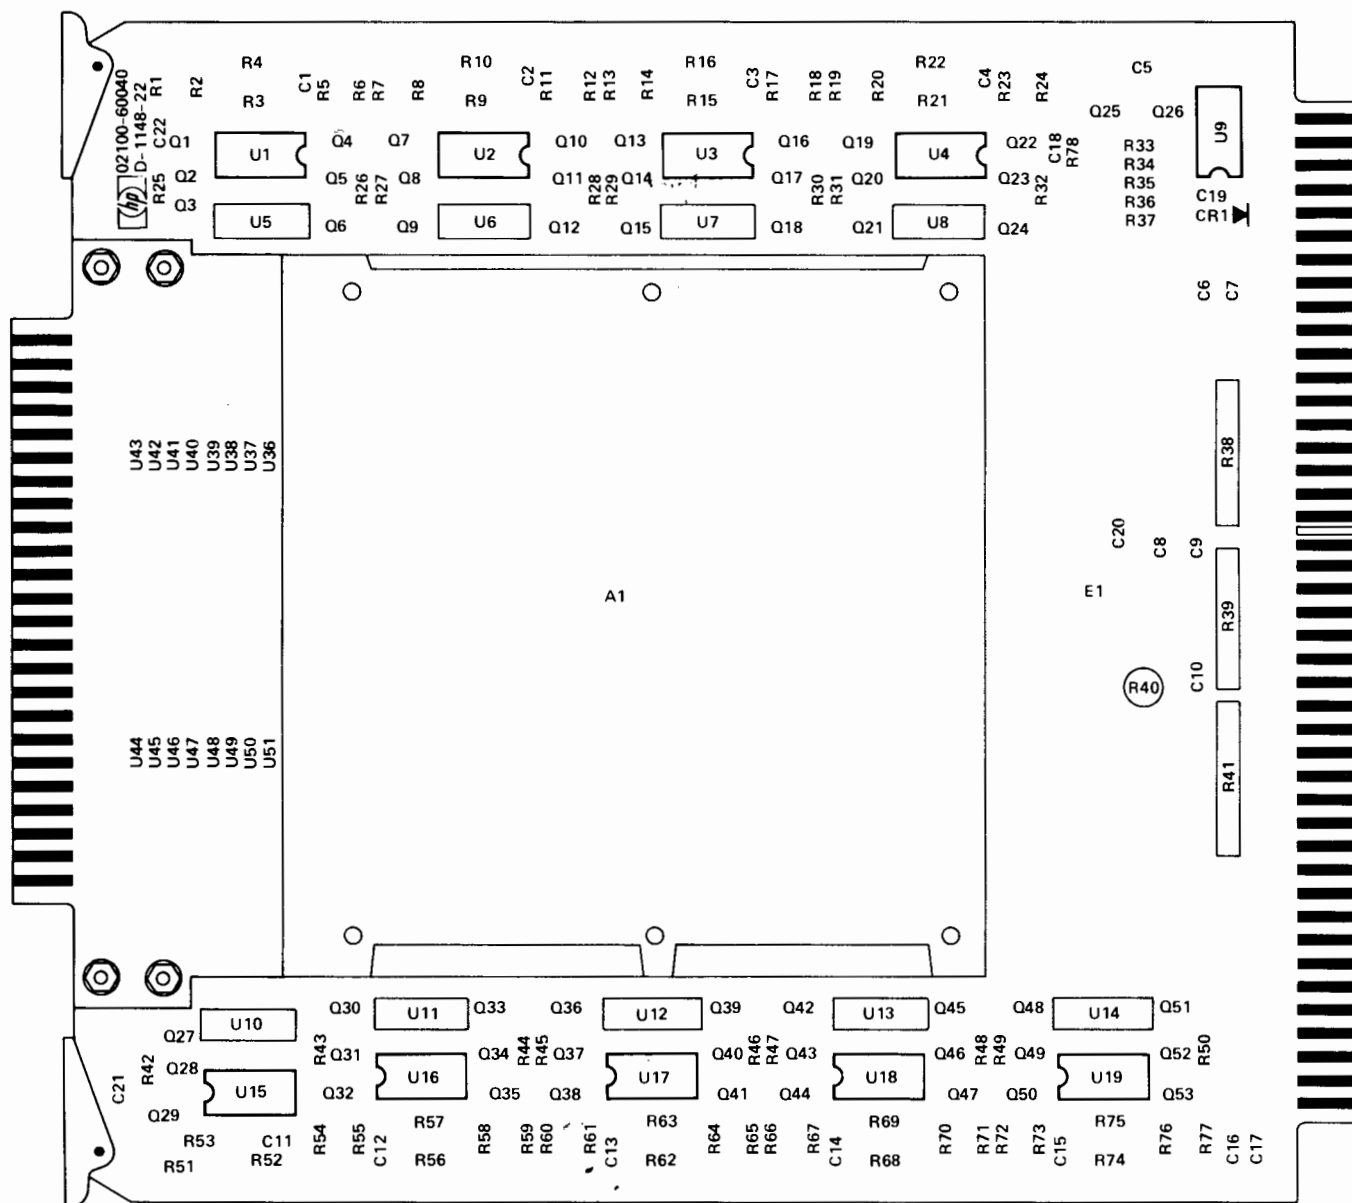 R4 R10 R16 R22 C5
R1 R2 C1 R5 R6 R7 R8 C2 R11 R12 R13 R14 C3 R17 R18 R19 R20 C4 R23 R24
R3 R9 R15 R21
Q25 Q26 U9
02100-60040
D-1148-22
hp
C22 Q1 U1 Q4 Q7 U2 Q10 Q13 U3 Q16 Q19 U4 Q22 C18 R78 R33
R34
R25 Q2 Q5 R26 R27 Q8 Q11 R28 R29 Q14 Q17 R30 R31 Q20 Q23 R32 R35
Q3 R36 C19
U5 Q6 Q9 U6 Q12 Q15 U7 Q18 Q21 U8 Q24 R37 CR1
C6 C7
U43 U42 U41 U40 U39 U38 U37 U36 R38
C20 C8 C9
A1 E1 R39
R40 C10
U44 U45 U46 U47 U48 U49 U50 U51 R41
Q30 U11 Q33 Q36 U12 Q39 Q42 U13 Q45 Q48 U14 Q51
Q27 U10
R43 Q31 Q34 R44 R45 Q37 Q40 R46 R47 Q43 Q46 R48 R49 Q49 Q52 R50
R42 Q28 U16 U17 U18 U19
C21 U15 Q32 Q35 Q38 Q41 Q44 Q47 Q50 Q53
Q29 R57 R63 R69 R75
R53 C11 R54 R55 C12 R58 R59 R60 R61 C13 R64 R65 R66 R67 C14 R70 R71 R72 R73 C15 R76 R77 C16 C17
R51 R52 R56 R62 R68 R74